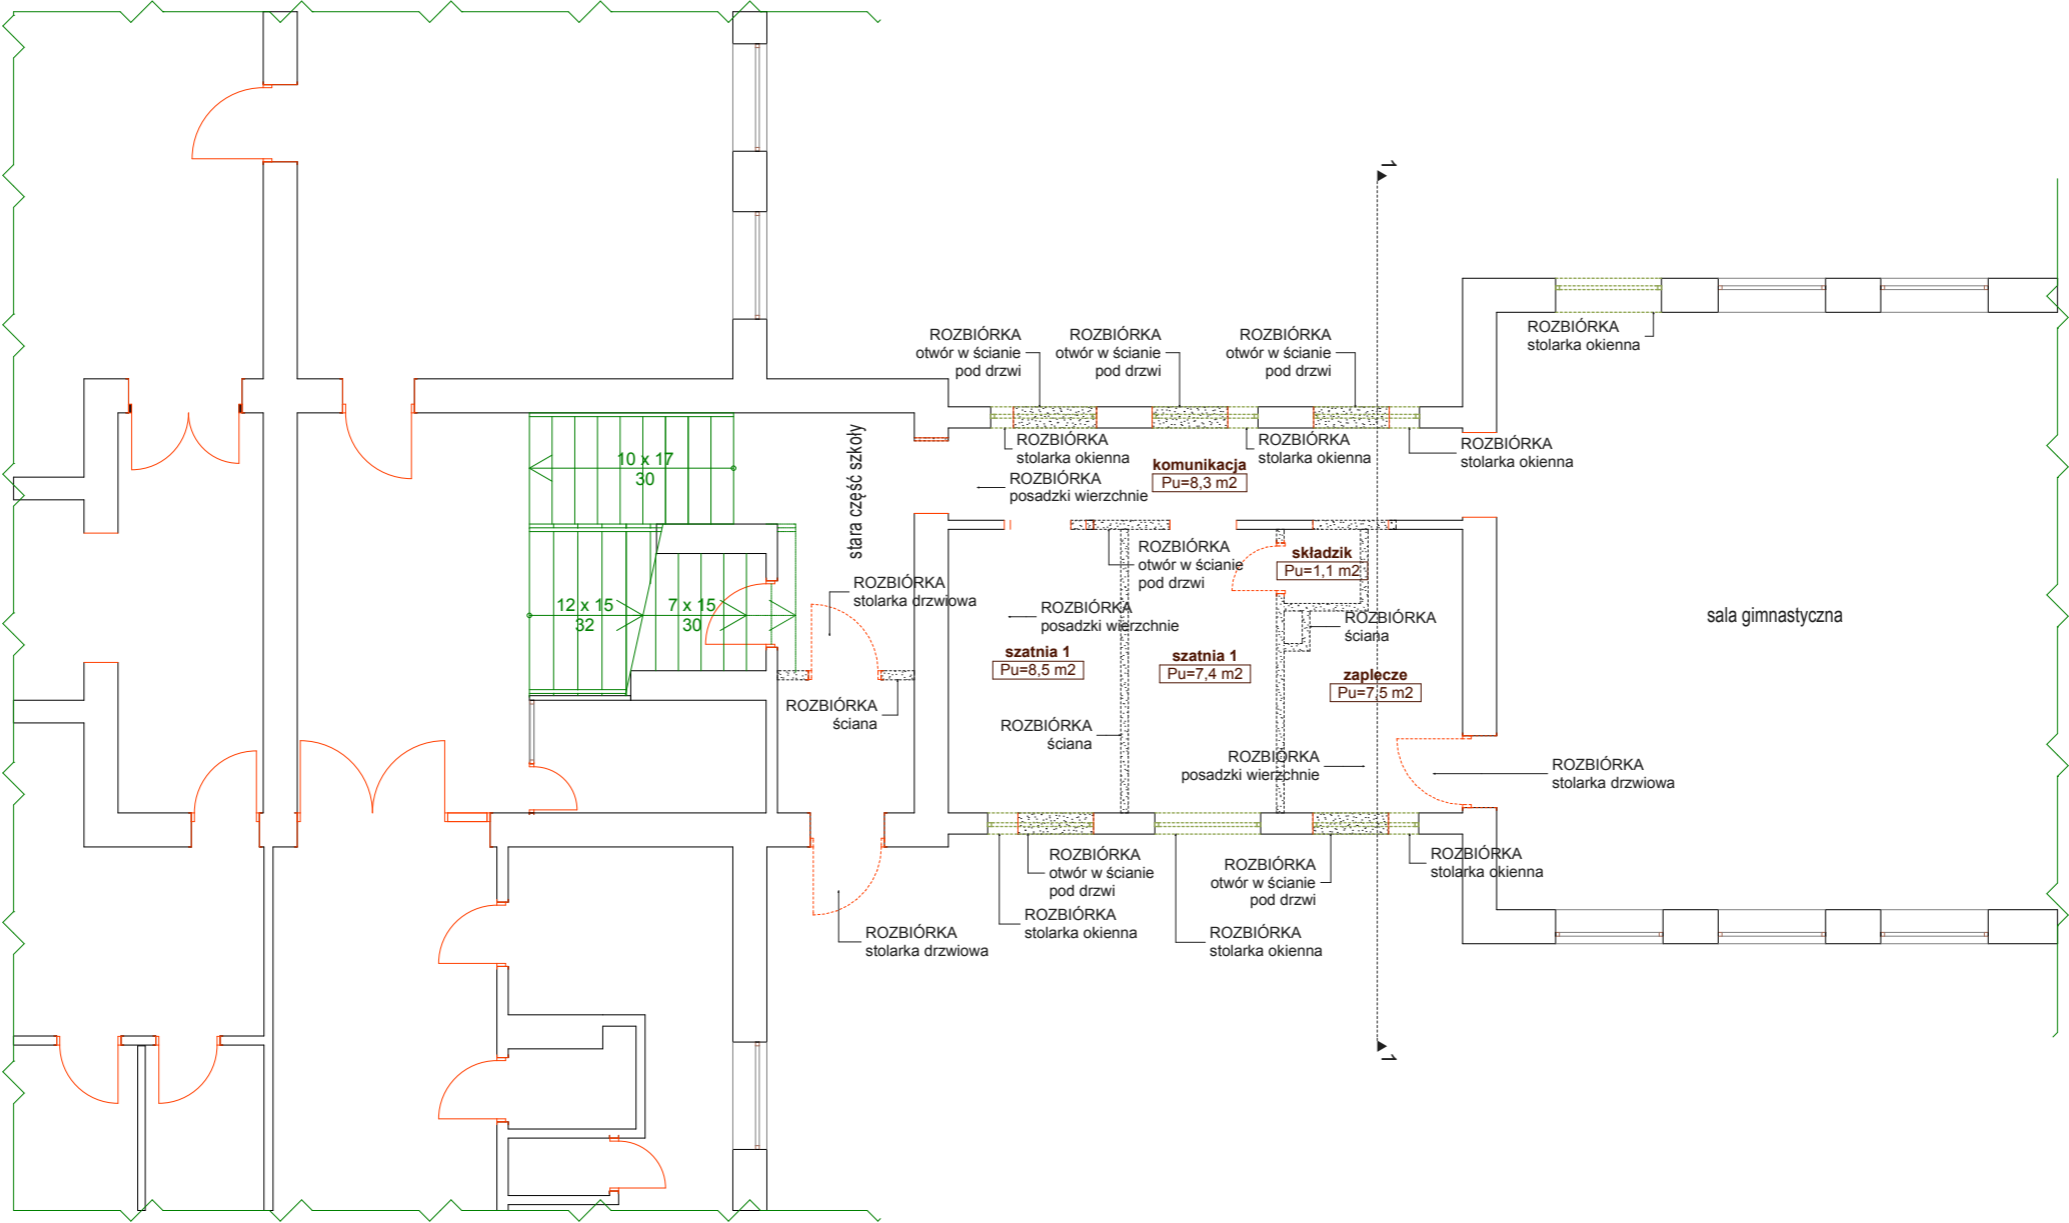 1
ROZBIÓRKA
otwór w ścianie
pod drzwi
ROZBIÓRKA
otwór w ścianie
pod drzwi
ROZBIÓRKA
otwór w ścianie
pod drzwi
ROZBIÓRKA
stolarka okienna
stara część szkoły
ROZBIÓRKA
stolarka okienna
ROZBIÓRKA
stolarka okienna
ROZBIÓRKA
stolarka okienna
komunikacja
Pu=8,3 m2
ROZBIÓRKA
posadzki wierzchnie
10 x 17
30
12 x 15
32
7 x 15
30
ROZBIÓRKA
stolarka drzwiowa
ROZBIÓRKA
otwór w ścianie
pod drzwi
składzik
Pu=1,1 m2
ROZBIÓRKA
posadzki wierzchnie
ROZBIÓRKA
ściana
sala gimnastyczna
szatnia 1
Pu=8,5 m2
szatnia 1
Pu=7,4 m2
zaplecze
Pu=7,5 m2
ROZBIÓRKA
ściana
ROZBIÓRKA
ściana
ROZBIÓRKA
posadzki wierzchnie
ROZBIÓRKA
stolarka drzwiowa
ROZBIÓRKA
otwór w ścianie
pod drzwi
ROZBIÓRKA
otwór w ścianie
pod drzwi
ROZBIÓRKA
stolarka okienna
ROZBIÓRKA
stolarka okienna
ROZBIÓRKA
stolarka okienna
ROZBIÓRKA
stolarka drzwiowa
1